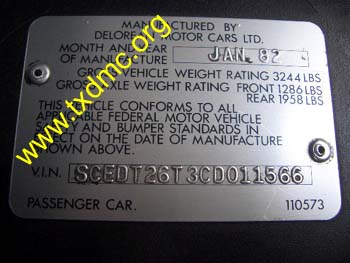 MANUFACTURED BY
DELOREAN MOTOR CARS LTD.
MONTH AND YEAR
OF MANUFACTURE JAN. 82
GROSS VEHICLE WEIGHT RATING 3244 LBS
GROSS AXLE WEIGHT RATING FRONT 1286 LBS
REAR 1958 LBS
THIS VEHICLE CONFORMS TO ALL
APPLICABLE FEDERAL MOTOR VEHICLE
SAFETY AND BUMPER STANDARDS IN
EFFECT ON THE DATE OF MANUFACTURE
SHOWN ABOVE.
V.I.N. SCEDT26T3CD011566
PASSENGER CAR. 110573
www.txdmc.org